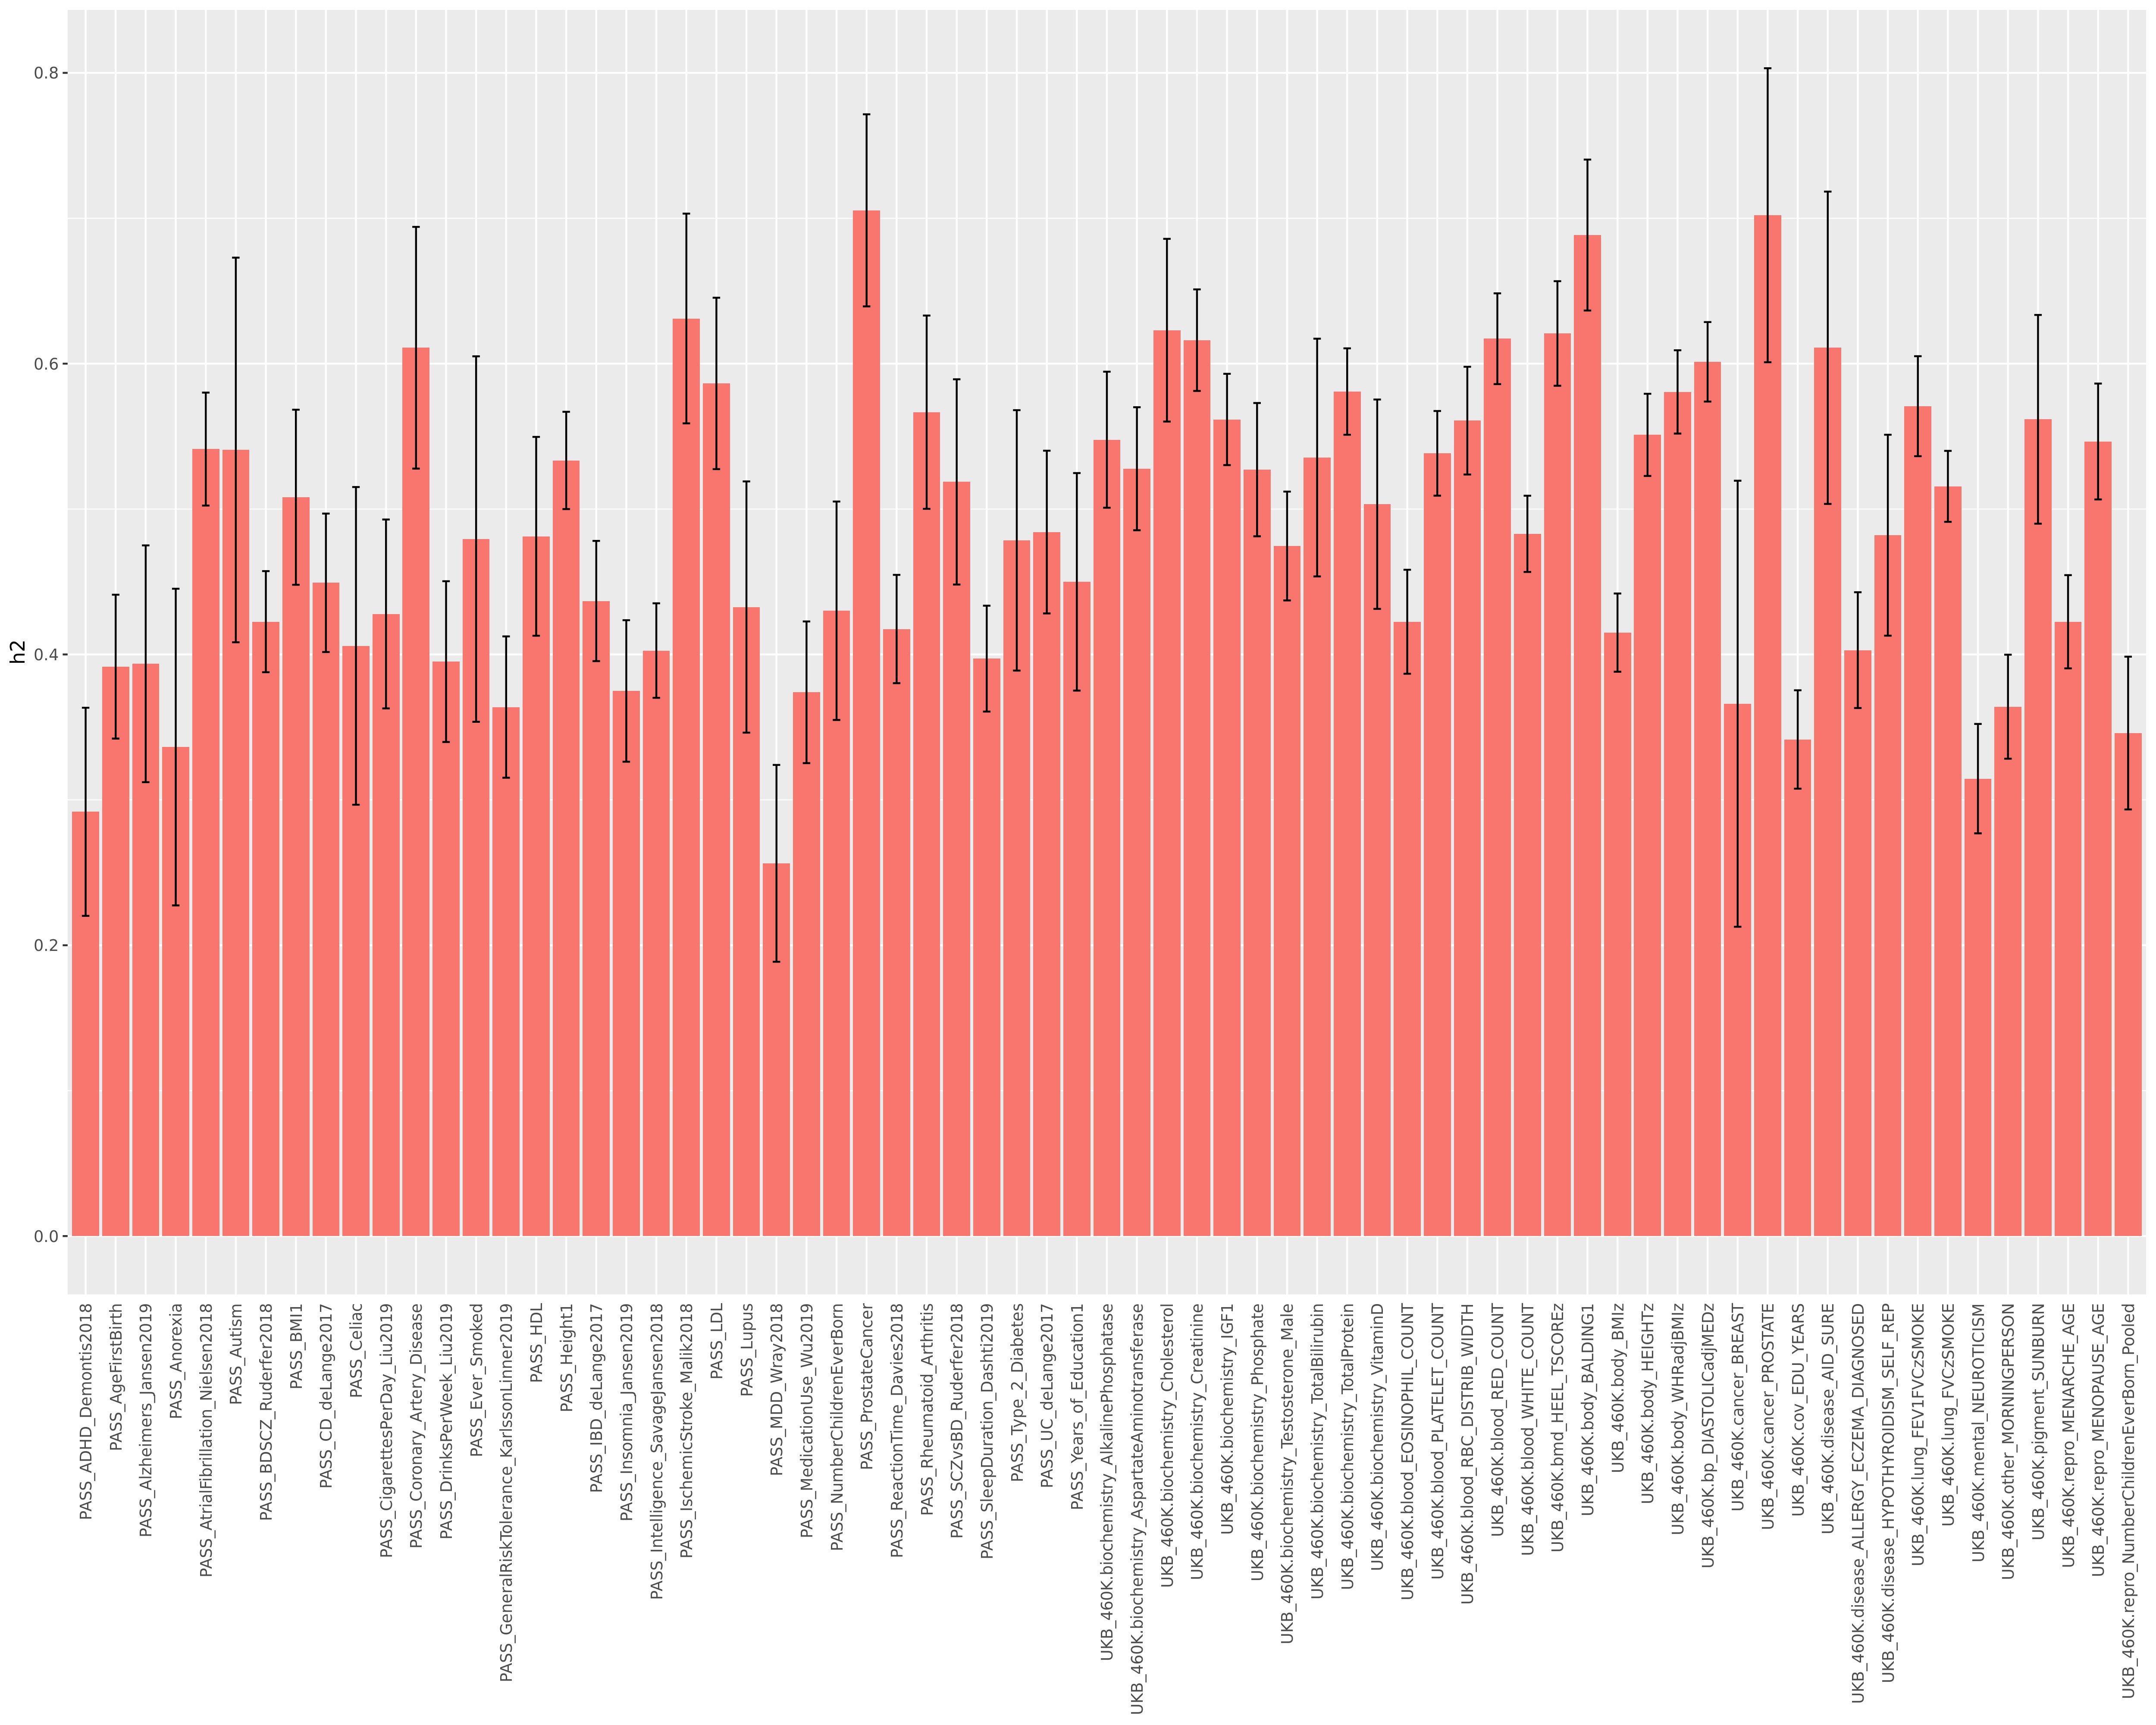 h2
0.8
0.6
0.4
0.2
0.0
PASS_ADHD_Demontis2018
PASS_AgeFirstBirth
PASS_Alzheimers_Jansen2019
PASS_Anorexia
PASS_AtrialFibrillation_Nielsen2018
PASS_Autism
PASS_BDSCZ_Ruderfer2018
PASS_BMI1
PASS_CD_deLange2017
PASS_Celiac
PASS_CigarettesPerDay_Liu2019
PASS_Coronary_Artery_Disease
PASS_DrinksPerWeek_Liu2019
PASS_Ever_Smoked
PASS_GeneralRiskTolerance_KarlssonLinner2019
PASS_HDL
PASS_Height1
PASS_IBD_deLange2017
PASS_Insomnia_Jansen2019
PASS_Intelligence_SavageJansen2018
PASS_IschemicStroke_Malik2018
PASS_LDL
PASS_Lupus
PASS_MDD_Wray2018
PASS_MedicationUse_Wu2019
PASS_NumberChildrenEverBorn
PASS_ProstateCancer
PASS_ReactionTime_Davies2018
PASS_Rheumatoid_Arthritis
PASS_SCZvsBD_Ruderfer2018
PASS_SleepDuration_Dashti2019
PASS_Type_2_Diabetes
PASS_UC_deLange2017
PASS_Years_of_Education1
UKB_460K.biochemistry_AlkalinePhosphatase
UKB_460K.biochemistry_AspartateAminotransferase
UKB_460K.biochemistry_Cholesterol
UKB_460K.biochemistry_Creatinine
UKB_460K.biochemistry_IGF1
UKB_460K.biochemistry_Phosphate
UKB_460K.biochemistry_Testosterone_Male
UKB_460K.biochemistry_TotalBilirubin
UKB_460K.biochemistry_TotalProtein
UKB_460K.biochemistry_VitaminD
UKB_460K.blood_EOSINOPHIL_COUNT
UKB_460K.blood_PLATELET_COUNT
UKB_460K.blood_RBC_DISTRIB_WIDTH
UKB_460K.blood_RED_COUNT
UKB_460K.blood_WHITE_COUNT
UKB_460K.bmd_HEEL_TSCOREz
UKB_460K.body_BALDING1
UKB_460K.body_BMIz
UKB_460K.body_HEIGHTz
UKB_460K.body_WHRadjBMIz
UKB_460K.bp_DIASTOLICadjMEDz
UKB_460K.cancer_BREAST
UKB_460K.cancer_PROSTATE
UKB_460K.cov_EDU_YEARS
UKB_460K.disease_AID_SURE
UKB_460K.disease_ALLERGY_ECZEMA_DIAGNOSED
UKB_460K.disease_HYPOTHYROIDISM_SELF_REP
UKB_460K.lung_FEV1FVCzSMOKE
UKB_460K.lung_FVCzSMOKE
UKB_460K.mental_NEUROTICISM
UKB_460K.other_MORNINGPERSON
UKB_460K.pigment_SUNBURN
UKB_460K.repro_MENARCHE_AGE
UKB_460K.repro_MENOPAUSE_AGE
UKB_460K.repro_NumberChildrenEverBorn_Pooled